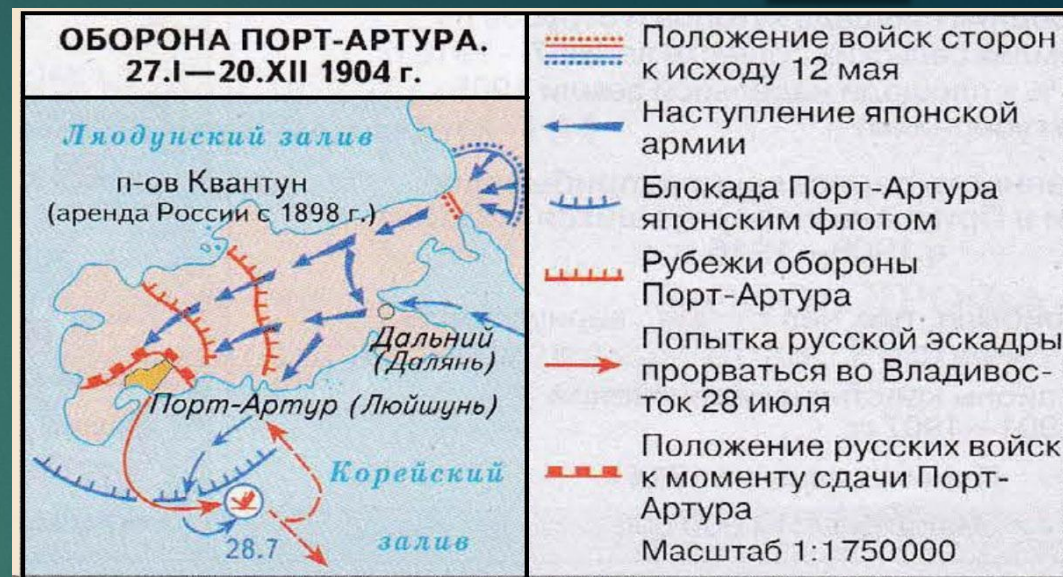 ОБОРОНА ПОРТ-АРТУРА.
27.I—20.XII 1904 г.
Ляодунский залив
п-ов Квантун
(аренда России с 1898 г.)
Дальний
(Далянь)
Порт-Артур (Люйшунь)
Корейский
залив
28.7
Положение войск сторон
к исходу 12 мая
Наступление японской
армии
Блокада Порт-Артура
японским флотом
Рубежи обороны
Порт-Артура
Попытка русской эскадры
прорваться во Владивос-
ток 28 июля
Положение русских войск
к моменту сдачи Порт-
Артура
Масштаб 1:1 750 000